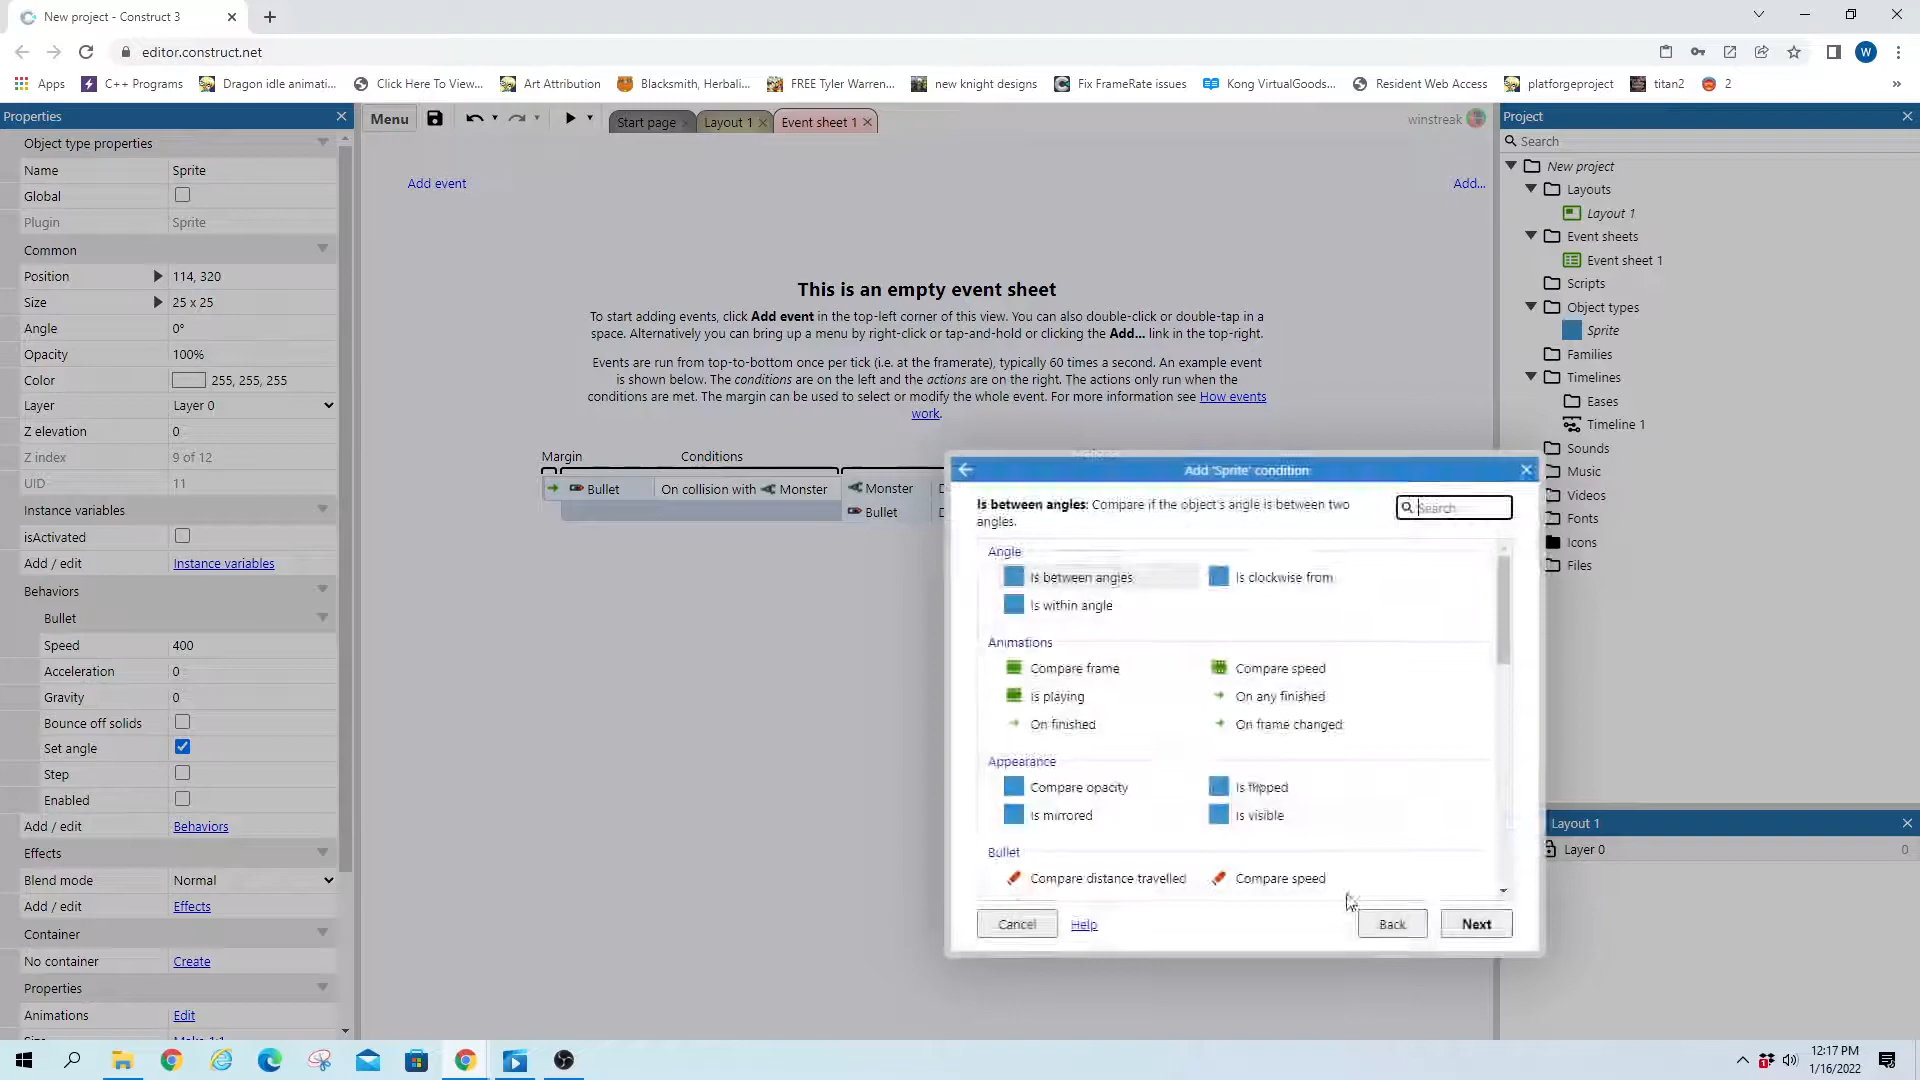 New project - Construct 3
editor.construct.net
W
Apps
C++ Programs
Dragon idle animati...
Click Here To View...
Art Attribution
Blacksmith, Herbali...
FREE Tyler Warren...
new knight designs
Fix FrameRate issues
Kong VirtualGoods...
Resident Web Access
platforgeproject
titan2
2
»
Properties
Object type properties
Name Sprite
Global
Plugin Sprite
Common
Position 114, 320
Size 25 x 25
Angle 0°
Opacity 100%
Color 255, 255, 255
Layer Layer 0
Z elevation 0
Z index 9 of 12
UID 11
Instance variables
isActivated
Add / edit Instance variables
Behaviors
Bullet
Speed 400
Acceleration 0
Gravity 0
Bounce off solids
Set angle
Step
Enabled
Add / edit Behaviors
Effects
Blend mode Normal
Add / edit Effects
Container
No container Create
Properties
Animations Edit
Menu
Start page
Layout 1
Event sheet 1
winstreak
Add event
Add...
This is an empty event sheet
To start adding events, click Add event in the top-left corner of this view. You can also double-click or double-tap in a
space. Alternatively you can bring up a menu by right-click or tap-and-hold or clicking the Add... link in the top-right.
Events are run from top-to-bottom once per tick (i.e. at the framerate), typically 60 times a second. An example event
is shown below. The conditions are on the left and the actions are on the right. The actions only run when the
conditions are met. The margin can be used to select or modify the whole event. For more information see How events
work.
Margin
Conditions
Bullet
On collision with Monster
Monster
Bullet
Add 'Sprite' condition
Is between angles: Compare if the object's angle is between two
angles.
Search
Angle
Is between angles
Is clockwise from
Is within angle
Animations
Compare frame
Compare speed
Is playing
On any finished
On finished
On frame changed
Appearance
Compare opacity
Is flipped
Is mirrored
Is visible
Bullet
Compare distance travelled
Compare speed
Cancel
Help
Back
Next
Project
Search
New project
Layouts
Layout 1
Event sheets
Event sheet 1
Scripts
Object types
Sprite
Families
Timelines
Eases
Timeline 1
Sounds
Music
Videos
Fonts
Icons
Files
Layout 1
Layer 0 0
12:17 PM
1/16/2022